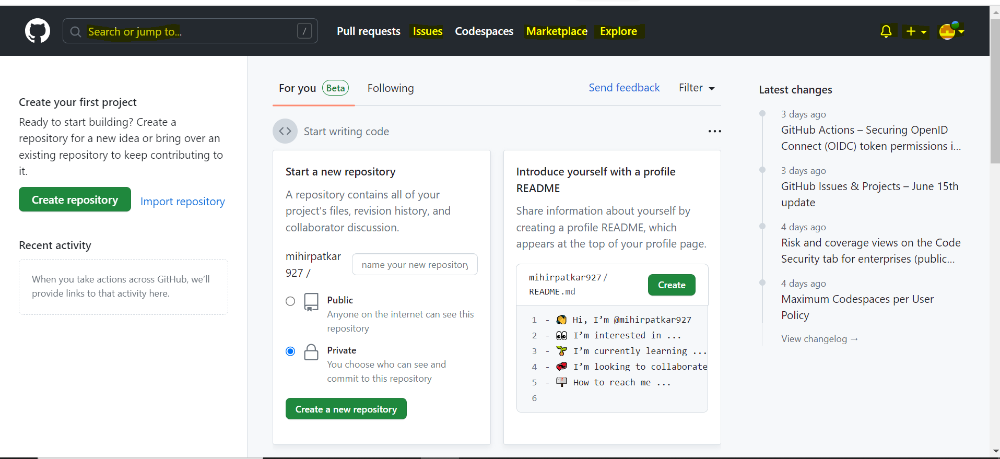 Search or jump to...
/
Pull requests
Issues
Codespaces
Marketplace
Explore
Create your first project
Ready to start building? Create a
repository for a new idea or bring over an
existing repository to keep contributing to
it.
Create repository
Import repository
Recent activity
When you take actions across GitHub, we’ll
provide links to that activity here.
For you
Beta
Following
Send feedback
Filter
Start writing code
Start a new repository
A repository contains all of your
project's files, revision history, and
collaborator discussion.
mihirpatkar
927 /
name your new repository
Public
Anyone on the internet can see this
repository
Private
You choose who can see and
commit to this repository
Create a new repository
Introduce yourself with a profile
README
Share information about yourself by
creating a profile README, which
appears at the top of your profile page.
mihirpatkar927 /
README.md
Create
1 - 👋 Hi, I’m @mihirpatkar927
2 - 👀 I’m interested in ...
3 - 🌱 I’m currently learning ...
4 - 💞️ I’m looking to collaborate
5 - 📫 How to reach me ...
6
Latest changes
3 days ago
GitHub Actions – Securing OpenID
Connect (OIDC) token permissions i...
3 days ago
GitHub Issues & Projects – June 15th
update
4 days ago
Risk and coverage views on the Code
Security tab for enterprises (public...
4 days ago
Maximum Codespaces per User
Policy
View changelog →